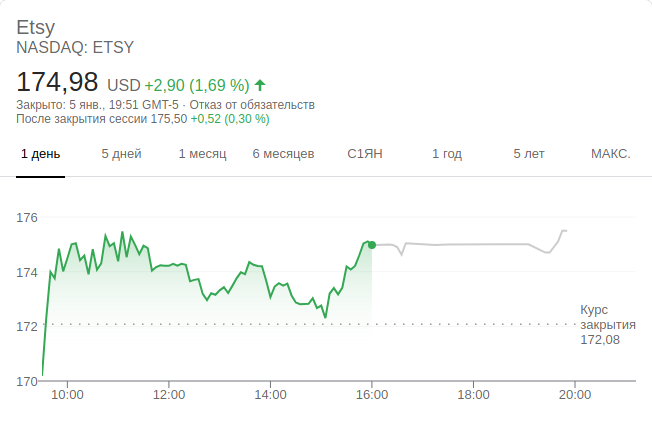 Etsy
NASDAQ: ETSY
174,98 USD +2,90 (1,69 %)
Закрыто: 5 янв., 19:51 GMT-5 · Отказ от обязательств
После закрытия сессии 175,50 +0,52 (0,30 %)
1 день 5 дней 1 месяц 6 месяцев С1ЯН 1 год 5 лет МАКС.
176
174
172
170
Курс
закрытия
172,08
10:00 12:00 14:00 16:00 18:00 20:00